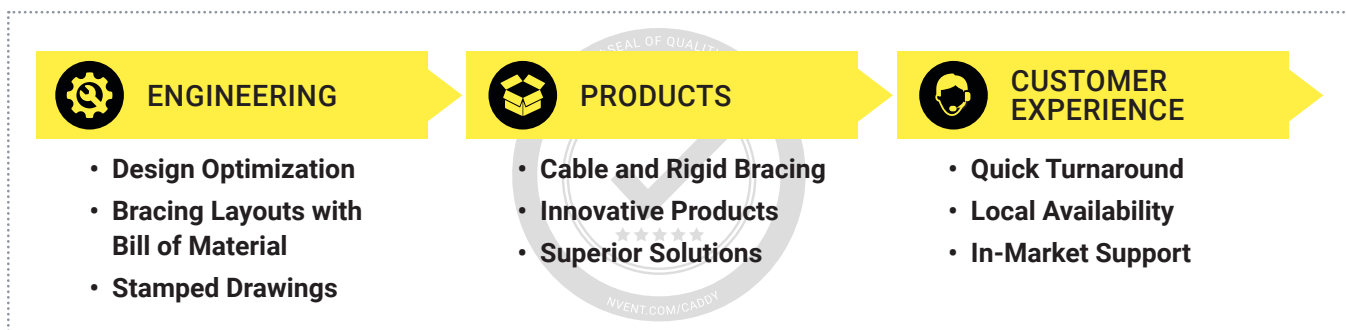 SEAL OF QUALITY
ENGINEERING
• Design Optimization
• Bracing Layouts with
Bill of Material
• Stamped Drawings
PRODUCTS
• Cable and Rigid Bracing
• Innovative Products
• Superior Solutions
CUSTOMER
EXPERIENCE
• Quick Turnaround
• Local Availability
• In-Market Support
NVENT.COM/CADDY